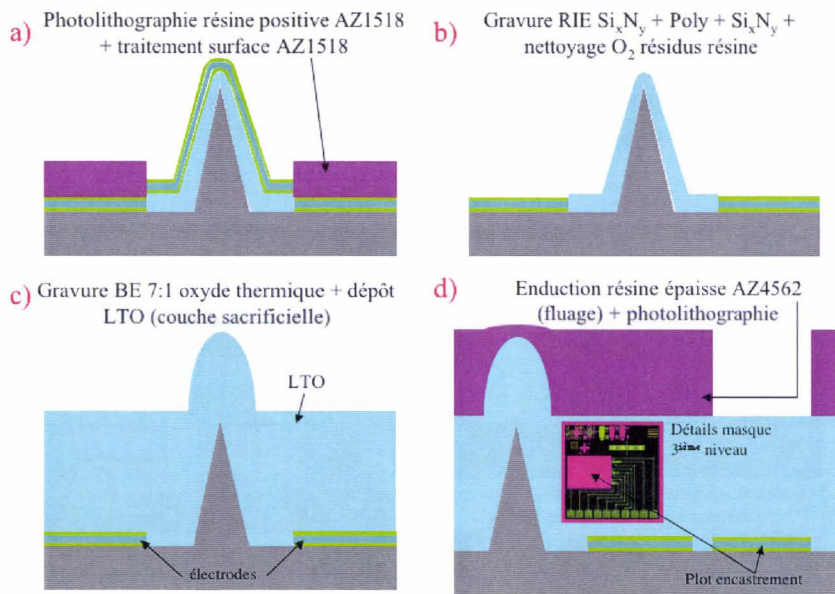 a) Photolithographie résine positive AZ1518
+ traitement surface AZ1518
b) Gravure RIE SixNy + Poly + SixNy +
nettoyage O2 résidus résine
c) Gravure BE 7:1 oxyde thermique + dépôt
LTO (couche sacrificielle)
LTO
électrodes
d) Enduction résine épaisse AZ4562
(fluage) + photolithographie
Détails masque
3ième niveau
Plot encastrement